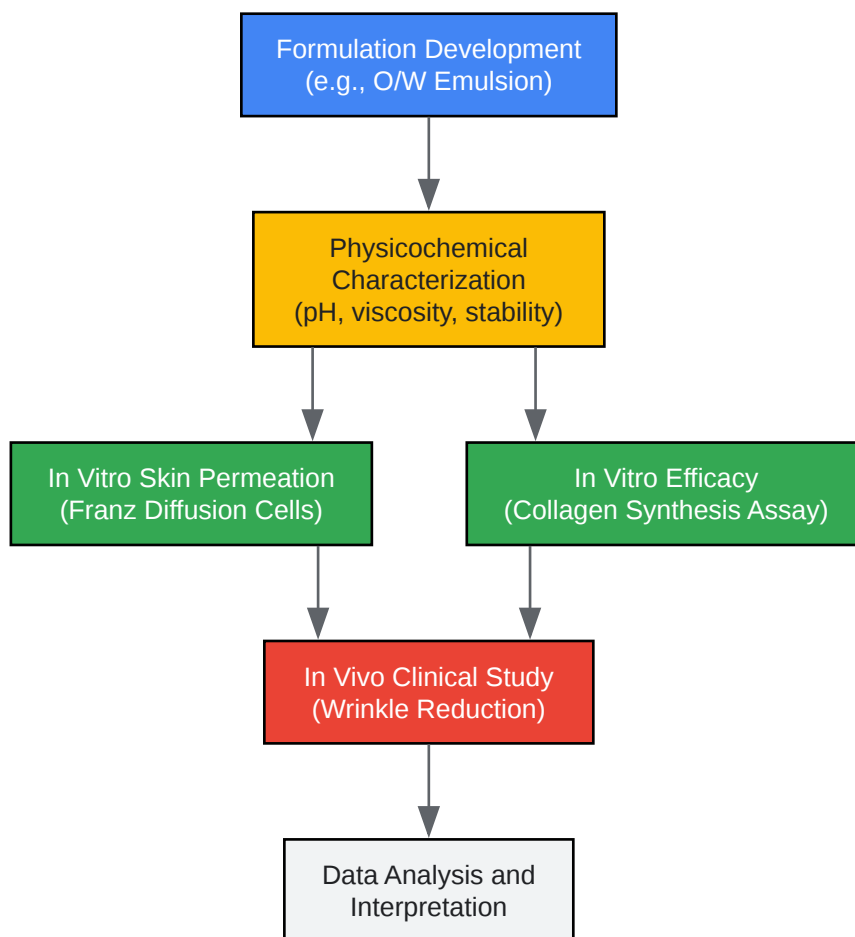 Formulation Development
(e.g., O/W Emulsion)
Physicochemical
Characterization
(pH, viscosity, stability)
In Vitro Skin Permeation
(Franz Diffusion Cells)
In Vitro Efficacy
(Collagen Synthesis Assay)
In Vivo Clinical Study
(Wrinkle Reduction)
Data Analysis and
Interpretation